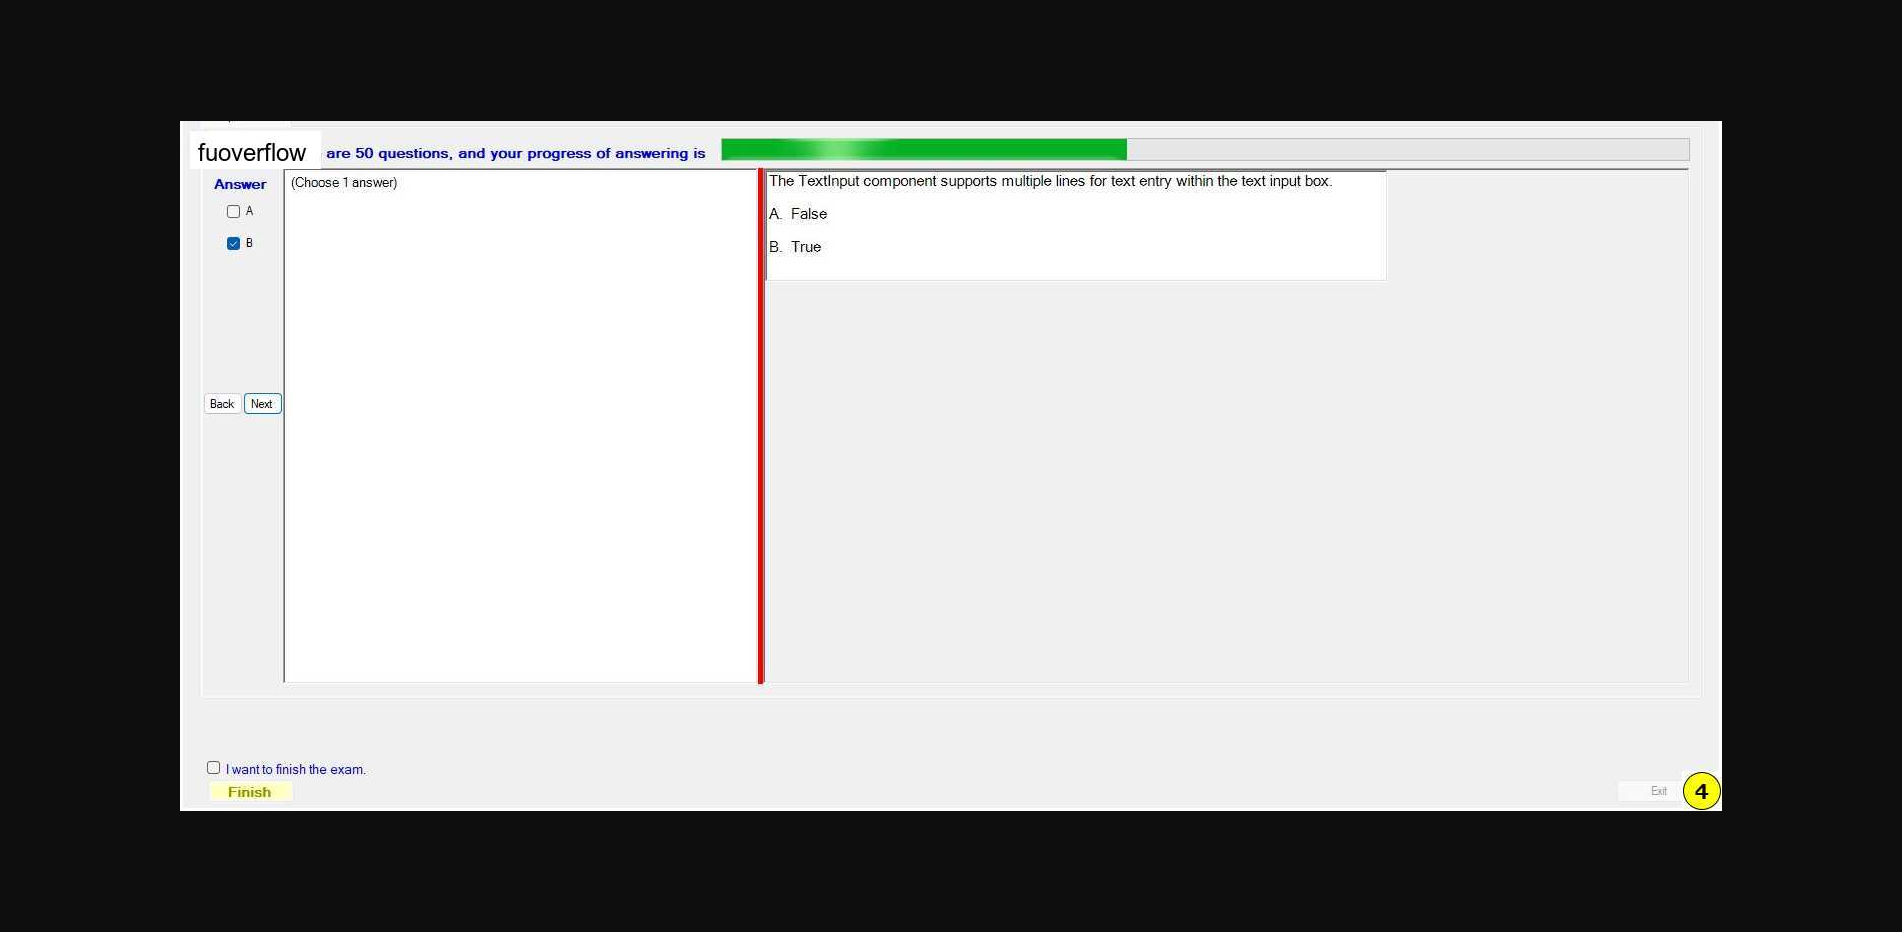 fuoverflow are 50 questions, and your progress of answering is
Answer
(Choose 1 answer)
A
B
Back Next
The TextInput component supports multiple lines for text entry within the text input box.
A. False
B. True
I want to finish the exam.
Finish
Exit
4